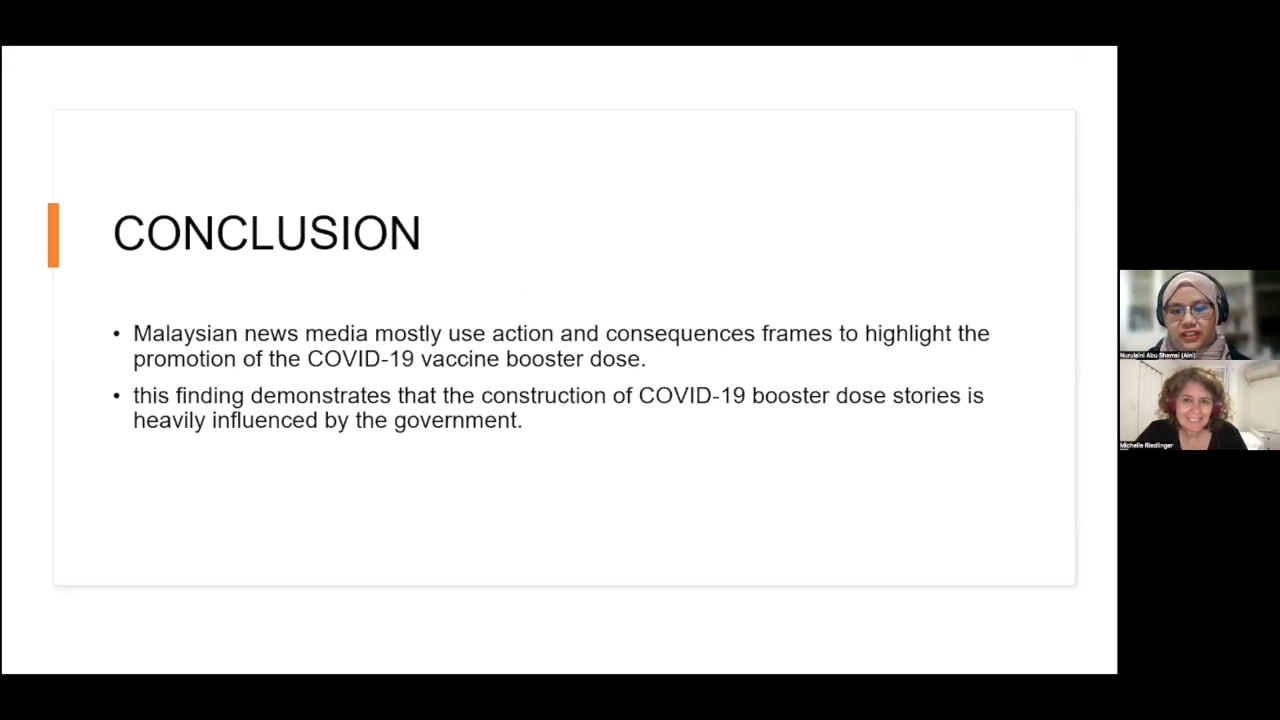 CONCLUSION
• Malaysian news media mostly use action and consequences frames to highlight the
promotion of the COVID-19 vaccine booster dose.
• this finding demonstrates that the construction of COVID-19 booster dose stories is
heavily influenced by the government.
Nurulaini Abu Shamsi (Aini)
Michelle Riedlinger